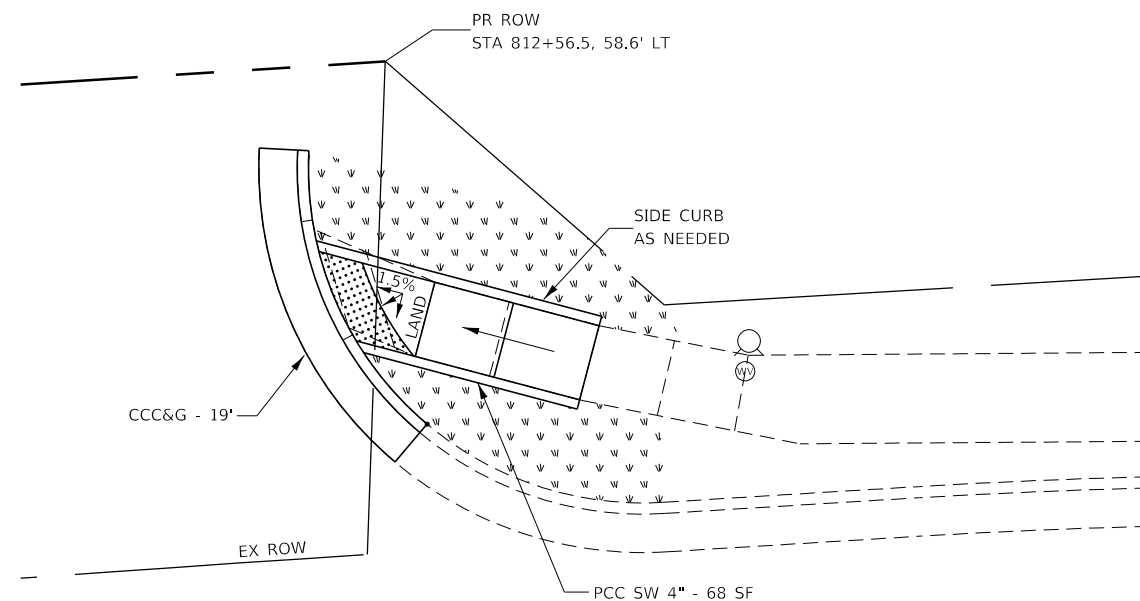 PR ROW
STA 812+56.5, 58.6' LT
SIDE CURB
AS NEEDED
1.5%
LAND
WV
CCC&G - 19'
EX ROW
PCC SW 4" - 68 SF